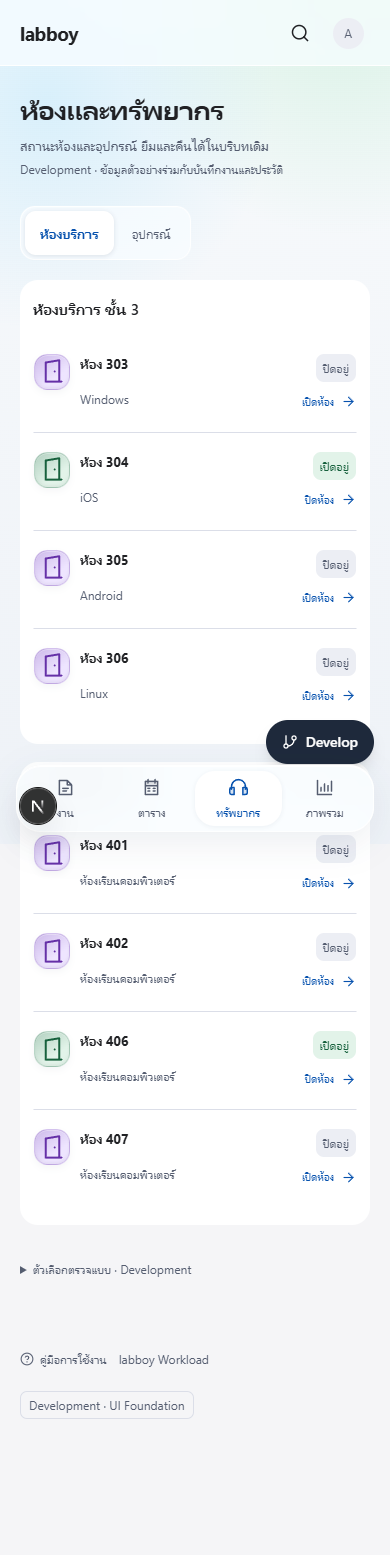 labboy
A
ห้องและทรัพยากร
สถานะห้องและอุปกรณ์ ยืมและคืนได้ในบริบทเดิม
Development · ข้อมูลตัวอย่างร่วมกับบันทึกงานและประวัติ
ห้องบริการ
อุปกรณ์
ห้องบริการ ชั้น 3
ห้อง 303
ปิดอยู่
Windows
เปิดห้อง
ห้อง 304
เปิดอยู่
iOS
ปิดห้อง
ห้อง 305
ปิดอยู่
Android
เปิดห้อง
ห้อง 306
ปิดอยู่
Linux
เปิดห้อง
Develop
N
งาน
ตาราง
ทรัพยากร
ภาพรวม
ห้อง 401
ปิดอยู่
ห้องเรียนคอมพิวเตอร์
เปิดห้อง
ห้อง 402
ปิดอยู่
ห้องเรียนคอมพิวเตอร์
เปิดห้อง
ห้อง 406
เปิดอยู่
ห้องเรียนคอมพิวเตอร์
ปิดห้อง
ห้อง 407
ปิดอยู่
ห้องเรียนคอมพิวเตอร์
เปิดห้อง
ตัวเลือกตรวจแบบ · Development
คู่มือการใช้งาน labboy Workload
Development · UI Foundation